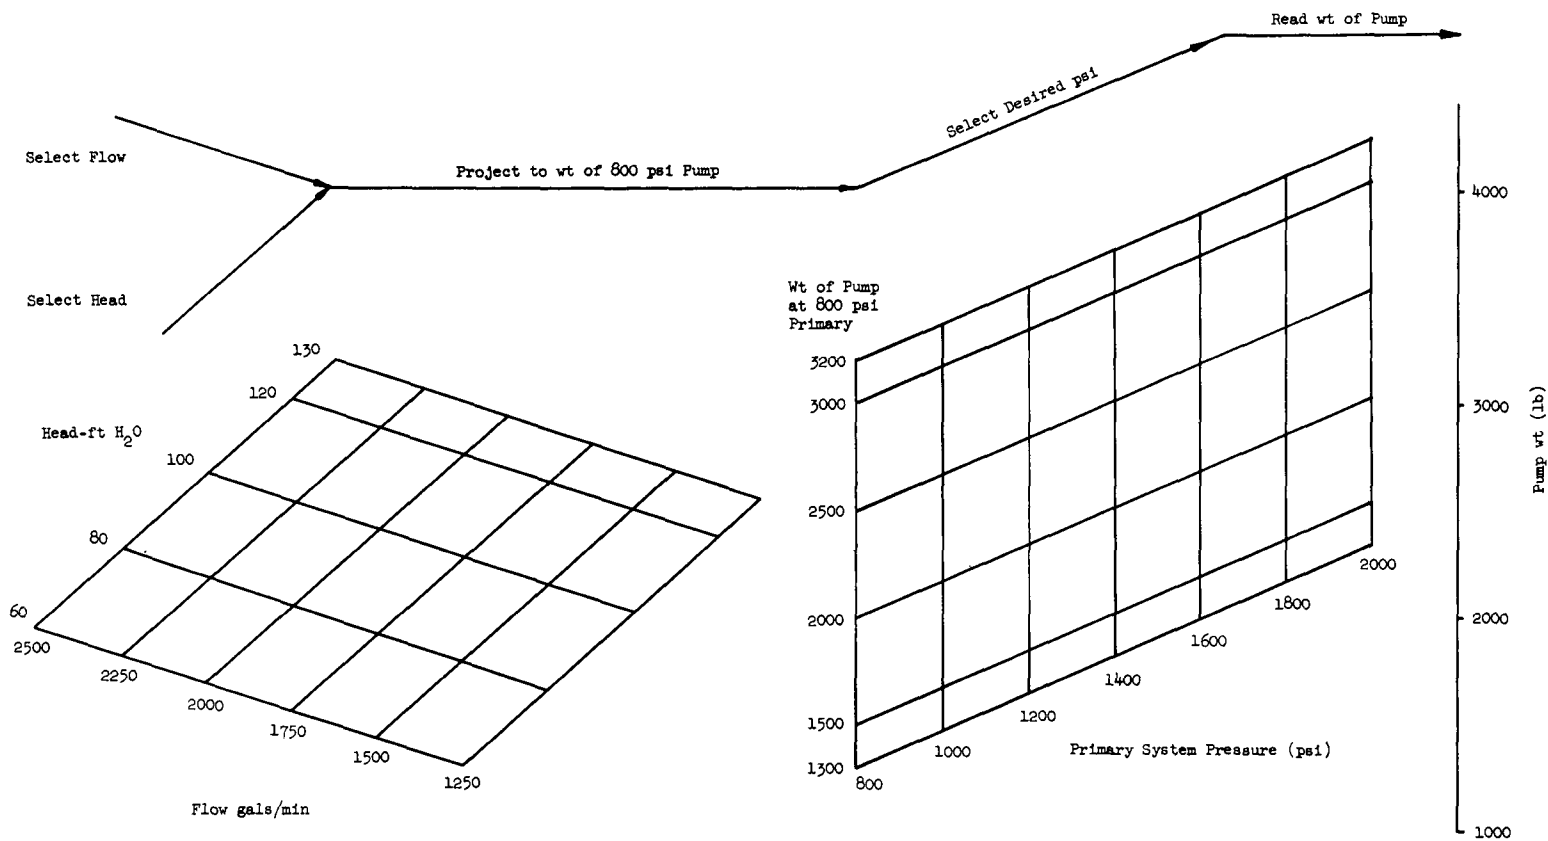 Read wt of Pump
Select Desired psi
Select Flow
Project to wt of 800 psi Pump
Select Head
130
120
Head-ft H2O
100
80
60
2500
2250
2000
1750
1500
1250
Flow gals/min
Wt of Pump
at 800 psi
Primary
3200
3000
2500
2000
1500
1300
800
1000
1200
1400
1600
1800
2000
Primary System Pressure (psi)
4000
3000
2000
1000
Pump wt (lb)